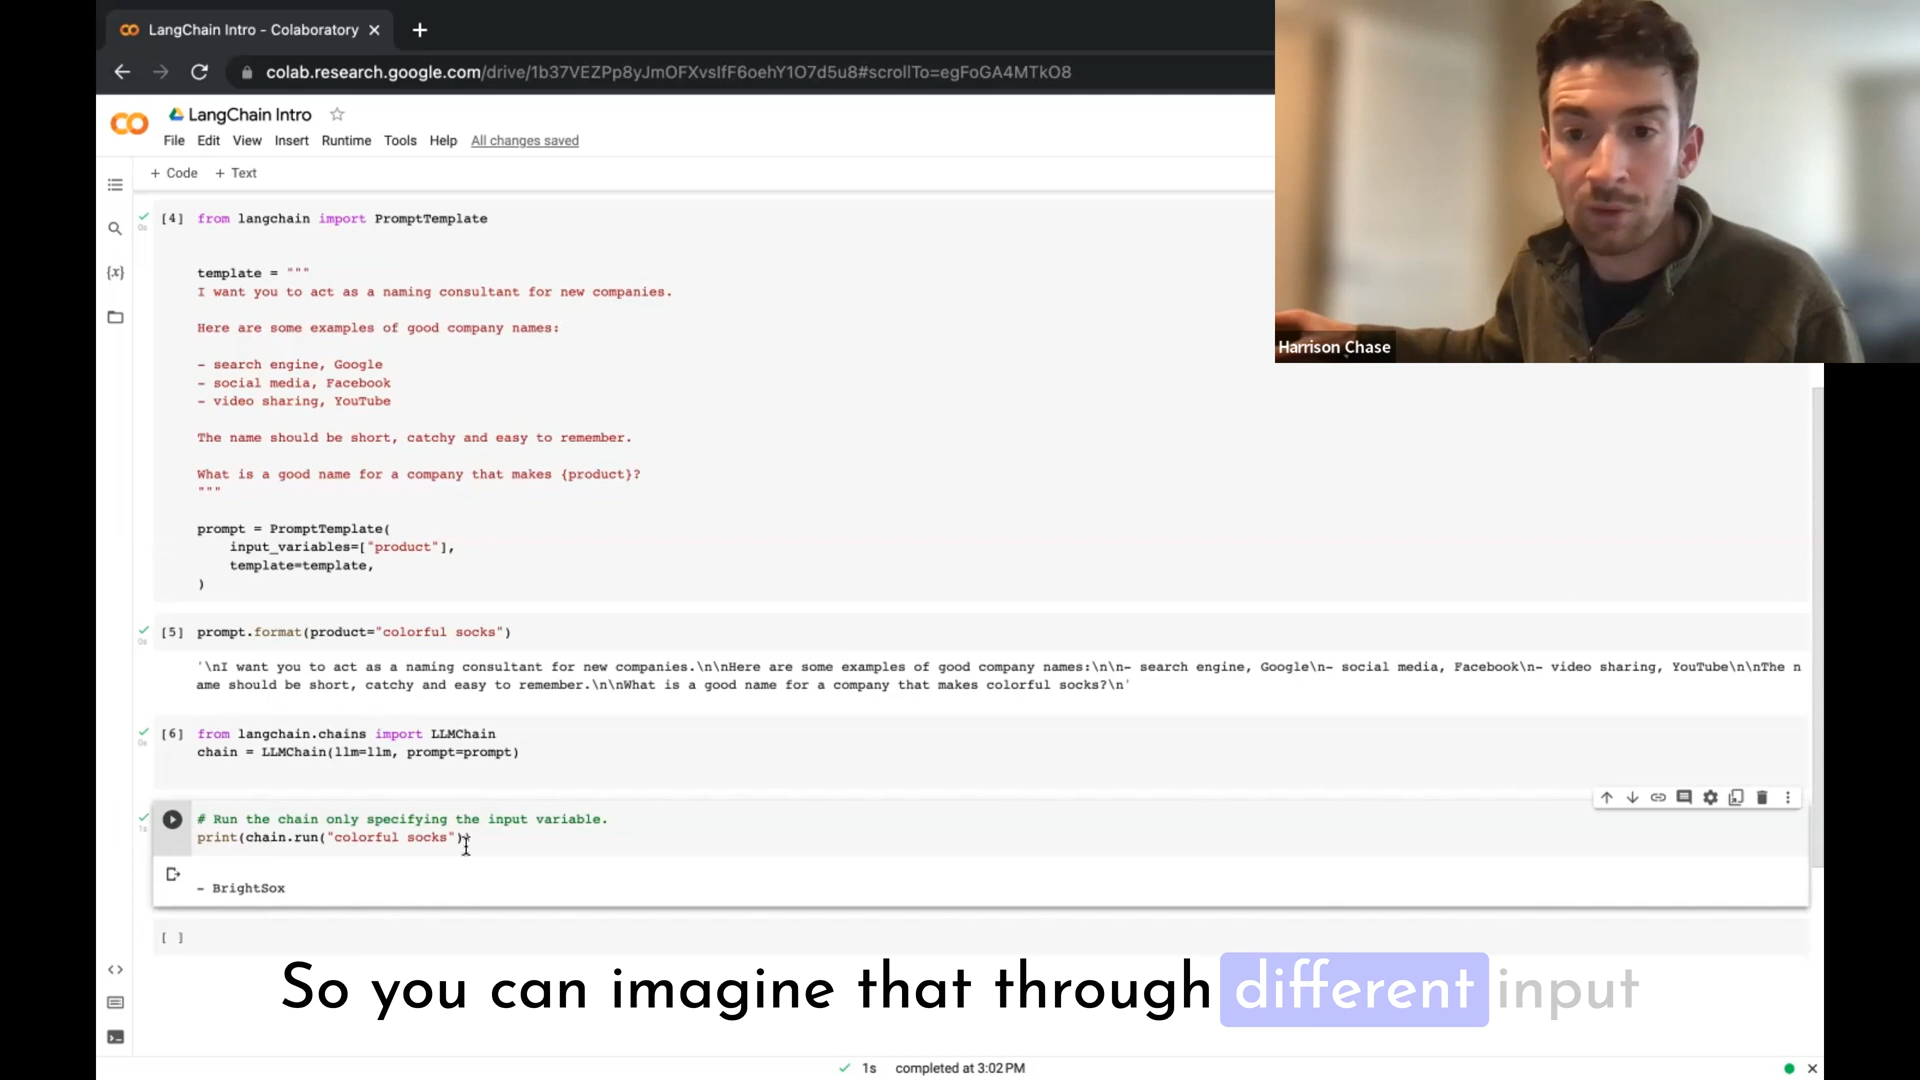 LangChain Intro - Colaboratory
colab.research.google.com/drive/1b37VEZPp8yJmOFXvsIfF6oehY1O7d5u8#scrollTo=egFoGA4MTkO8
LangChain Intro
File Edit View Insert Runtime Tools Help All changes saved
+ Code + Text
[4] from langchain import PromptTemplate
0s
template = """
I want you to act as a naming consultant for new companies.
Here are some examples of good company names:
- search engine, Google
- social media, Facebook
- video sharing, YouTube
The name should be short, catchy and easy to remember.
What is a good name for a company that makes {product}?
"""
prompt = PromptTemplate(
input_variables=["product"],
template=template,
)
[5] prompt.format(product="colorful socks")
0s
'\nI want you to act as a naming consultant for new companies.\n\nHere are some examples of good company names:\n\n- search engine, Google\n- social media, Facebook\n- video sharing, YouTube\n\nThe n
ame should be short, catchy and easy to remember.\n\nWhat is a good name for a company that makes colorful socks?\n'
[6] from langchain.chains import LLMChain
0s
chain = LLMChain(llm=llm, prompt=prompt)
# Run the chain only specifying the input variable.
1s
print(chain.run("colorful socks"))
- BrightSox
[ ]
Harrison Chase
So you can imagine that through different input
1s completed at 3:02 PM